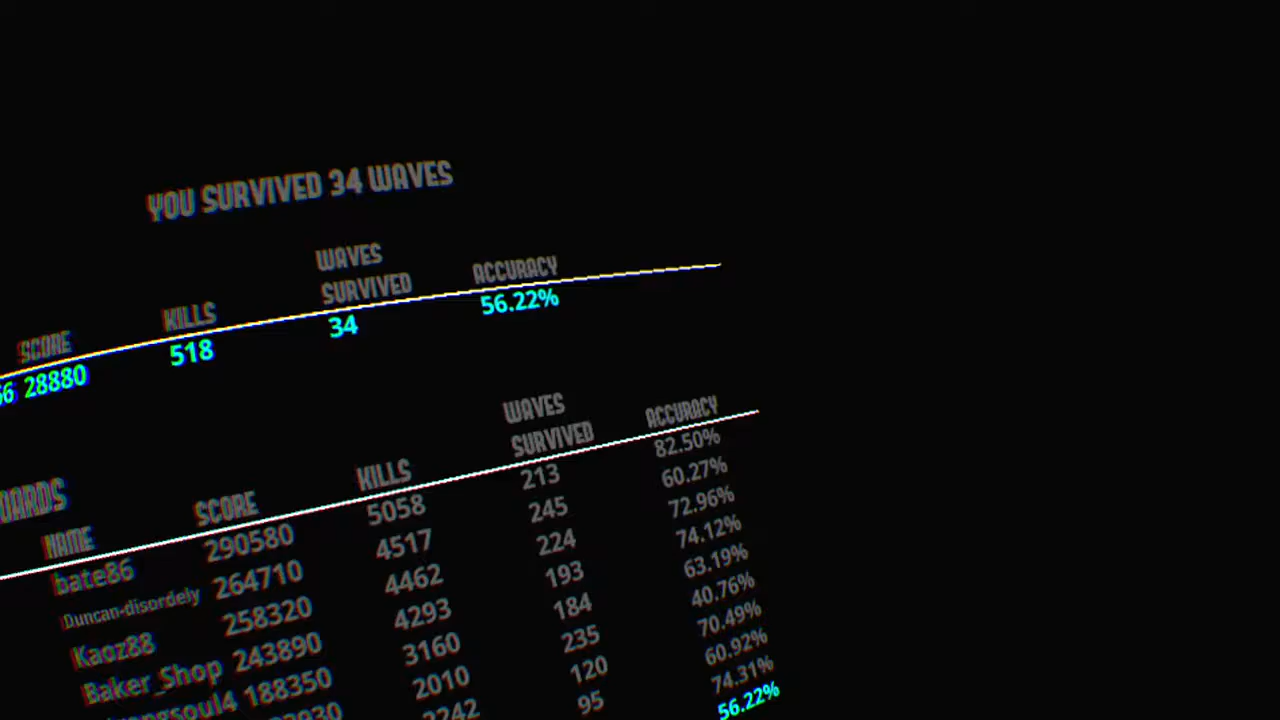 YOU SURVIVED 34 WAVES
SCORE KILLS WAVES SURVIVED ACCURACY
28880 518 34 56.22%
NAME SCORE KILLS WAVES SURVIVED ACCURACY
bate86 290580 5058 213 82.50%
Duncan-disordely 264710 4517 245 60.27%
Kaoz88 258320 4462 224 72.96%
Baker_Shop 243890 4293 193 74.12%
188350 3160 184 63.19%
2010 235 40.76%
2242 120 70.49%
95 60.92%
74.31%
56.22%